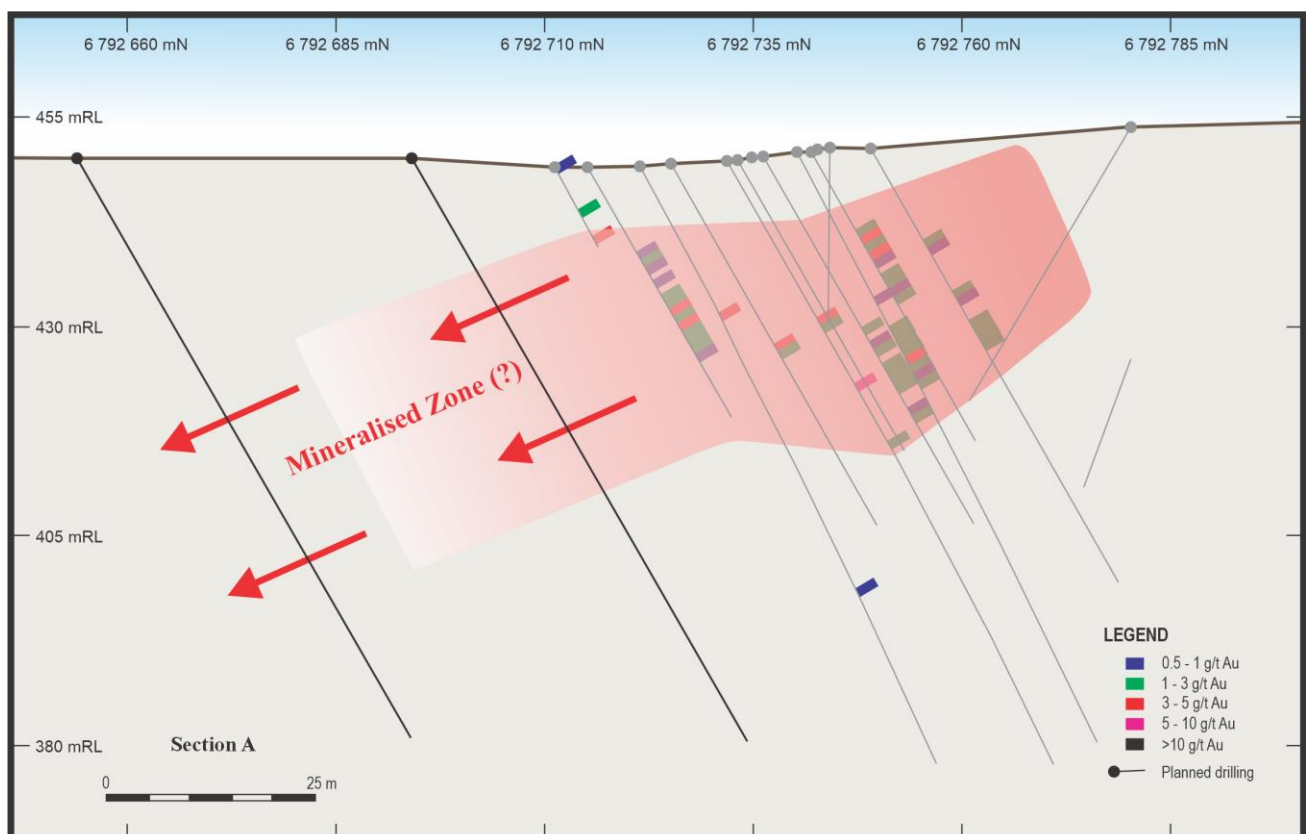 6 792 660 mN 6 792 685 mN 6 792 710 mN 6 792 735 mN 6 792 760 mN 6 792 785 mN
455 mRL
430 mRL
Mineralised Zone (?)
405 mRL
LEGEND
0.5 - 1 g/t Au
1 - 3 g/t Au
3 - 5 g/t Au
5 - 10 g/t Au
>10 g/t Au
Planned drilling
380 mRL
Section A
0 25 m